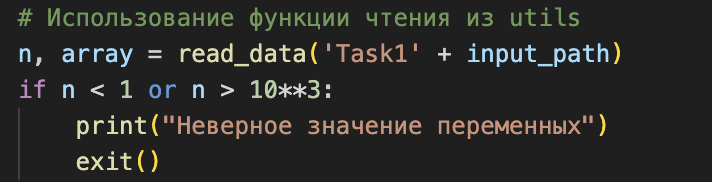 # Использование функции чтения из utils
n, array = read_data('Task1' + input_path)
if n < 1 or n > 10**3:
    print("Неверное значение переменных")
    exit()